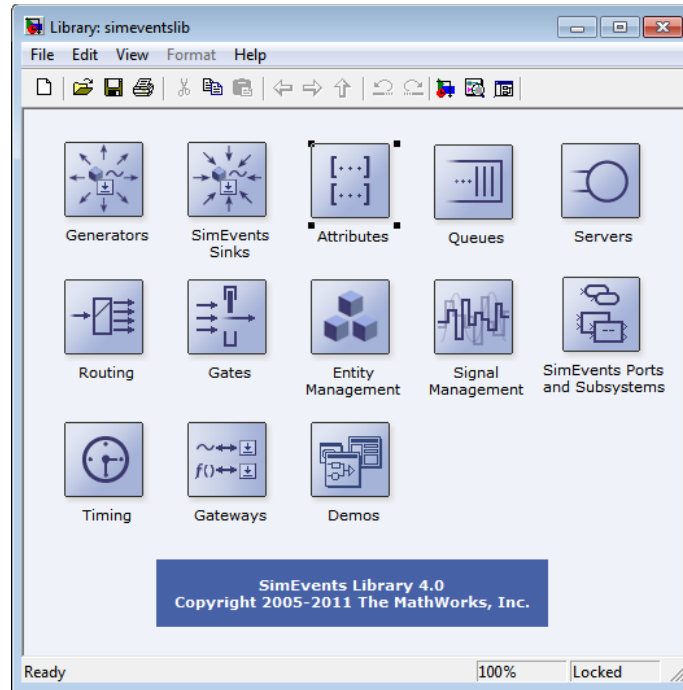 Library: simeventslib
File Edit View Format Help
Generators
SimEvents
Sinks
[...]
[...]
Attributes
Queues
Servers
Routing
Gates
Entity
Management
Signal
Management
SimEvents Ports
and Subsystems
Timing
f()
Gateways
Demos
SimEvents Library 4.0
Copyright 2005-2011 The MathWorks, Inc.
Ready 100% Locked